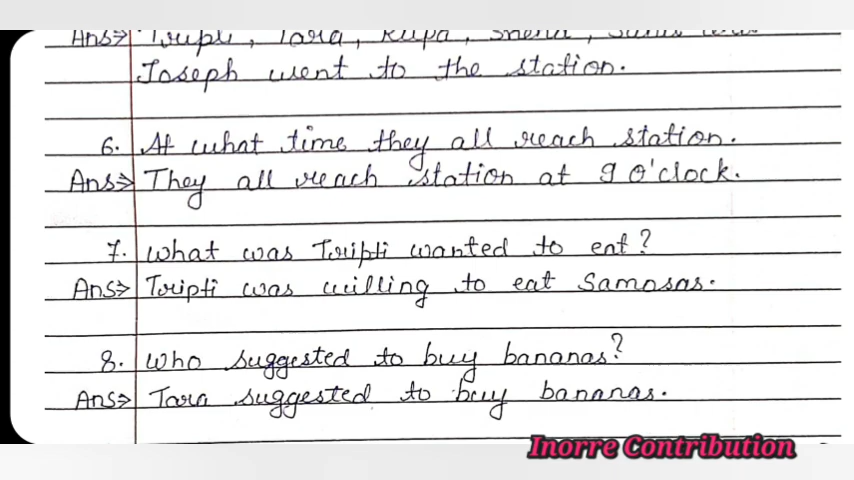 Ans⇒ Tripti, Tara, Rupa,
Joseph went to the station.
6. At what time they all reach station.
Ans⇒ They all reach station at 9 O'clock.
7. What was Tripti wanted to eat?
Ans⇒ Tripti was willing to eat Samosas.
8. Who suggested to buy bananas?
Ans⇒ Tara suggested to buy bananas.
Inorre Contribution